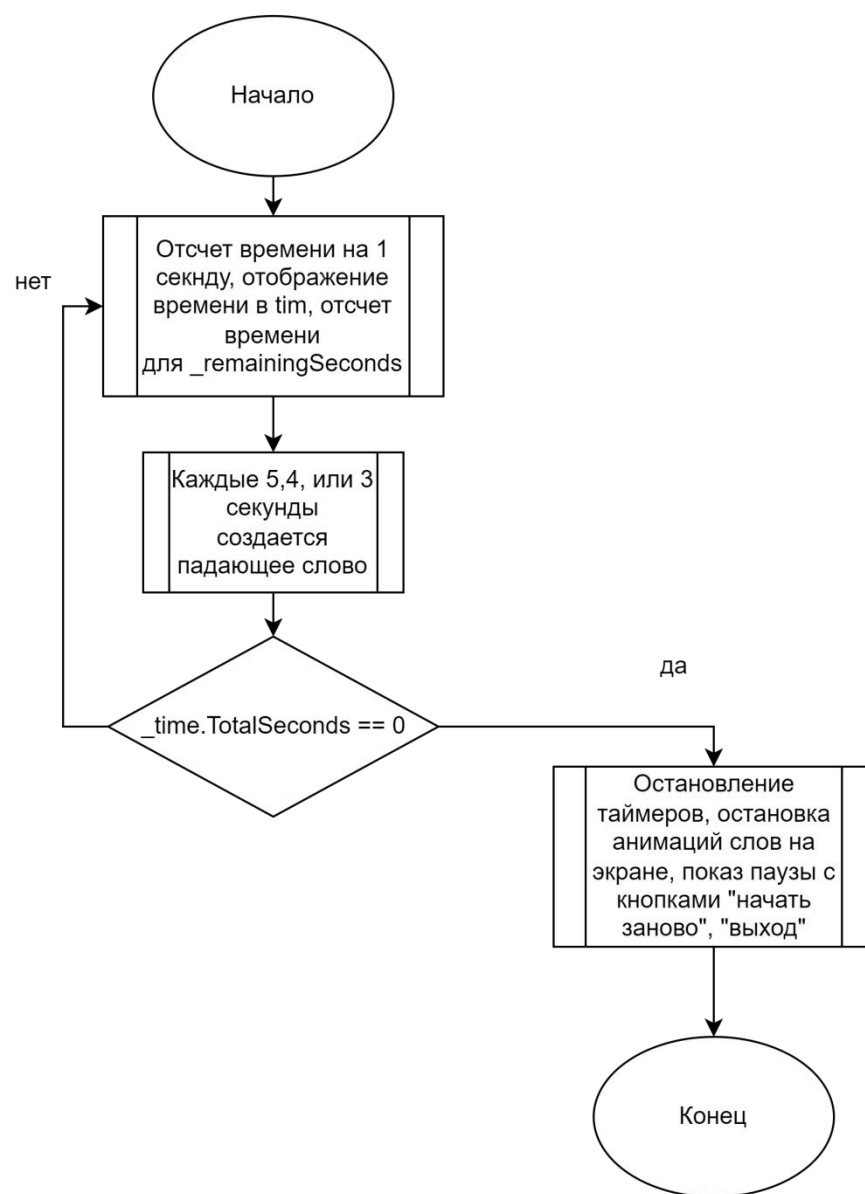 Начало
Отсчет времени на 1
секнду, отображение
времени в tim, отсчет
времени
для _remainingSeconds
нет
Каждые 5,4, или 3
секунды
создается
падающее слово
_time.TotalSeconds == 0
да
Остановление
таймеров, остановка
анимаций слов на
экране, показ паузы с
кнопками "начать
заново", "выход"
Конец